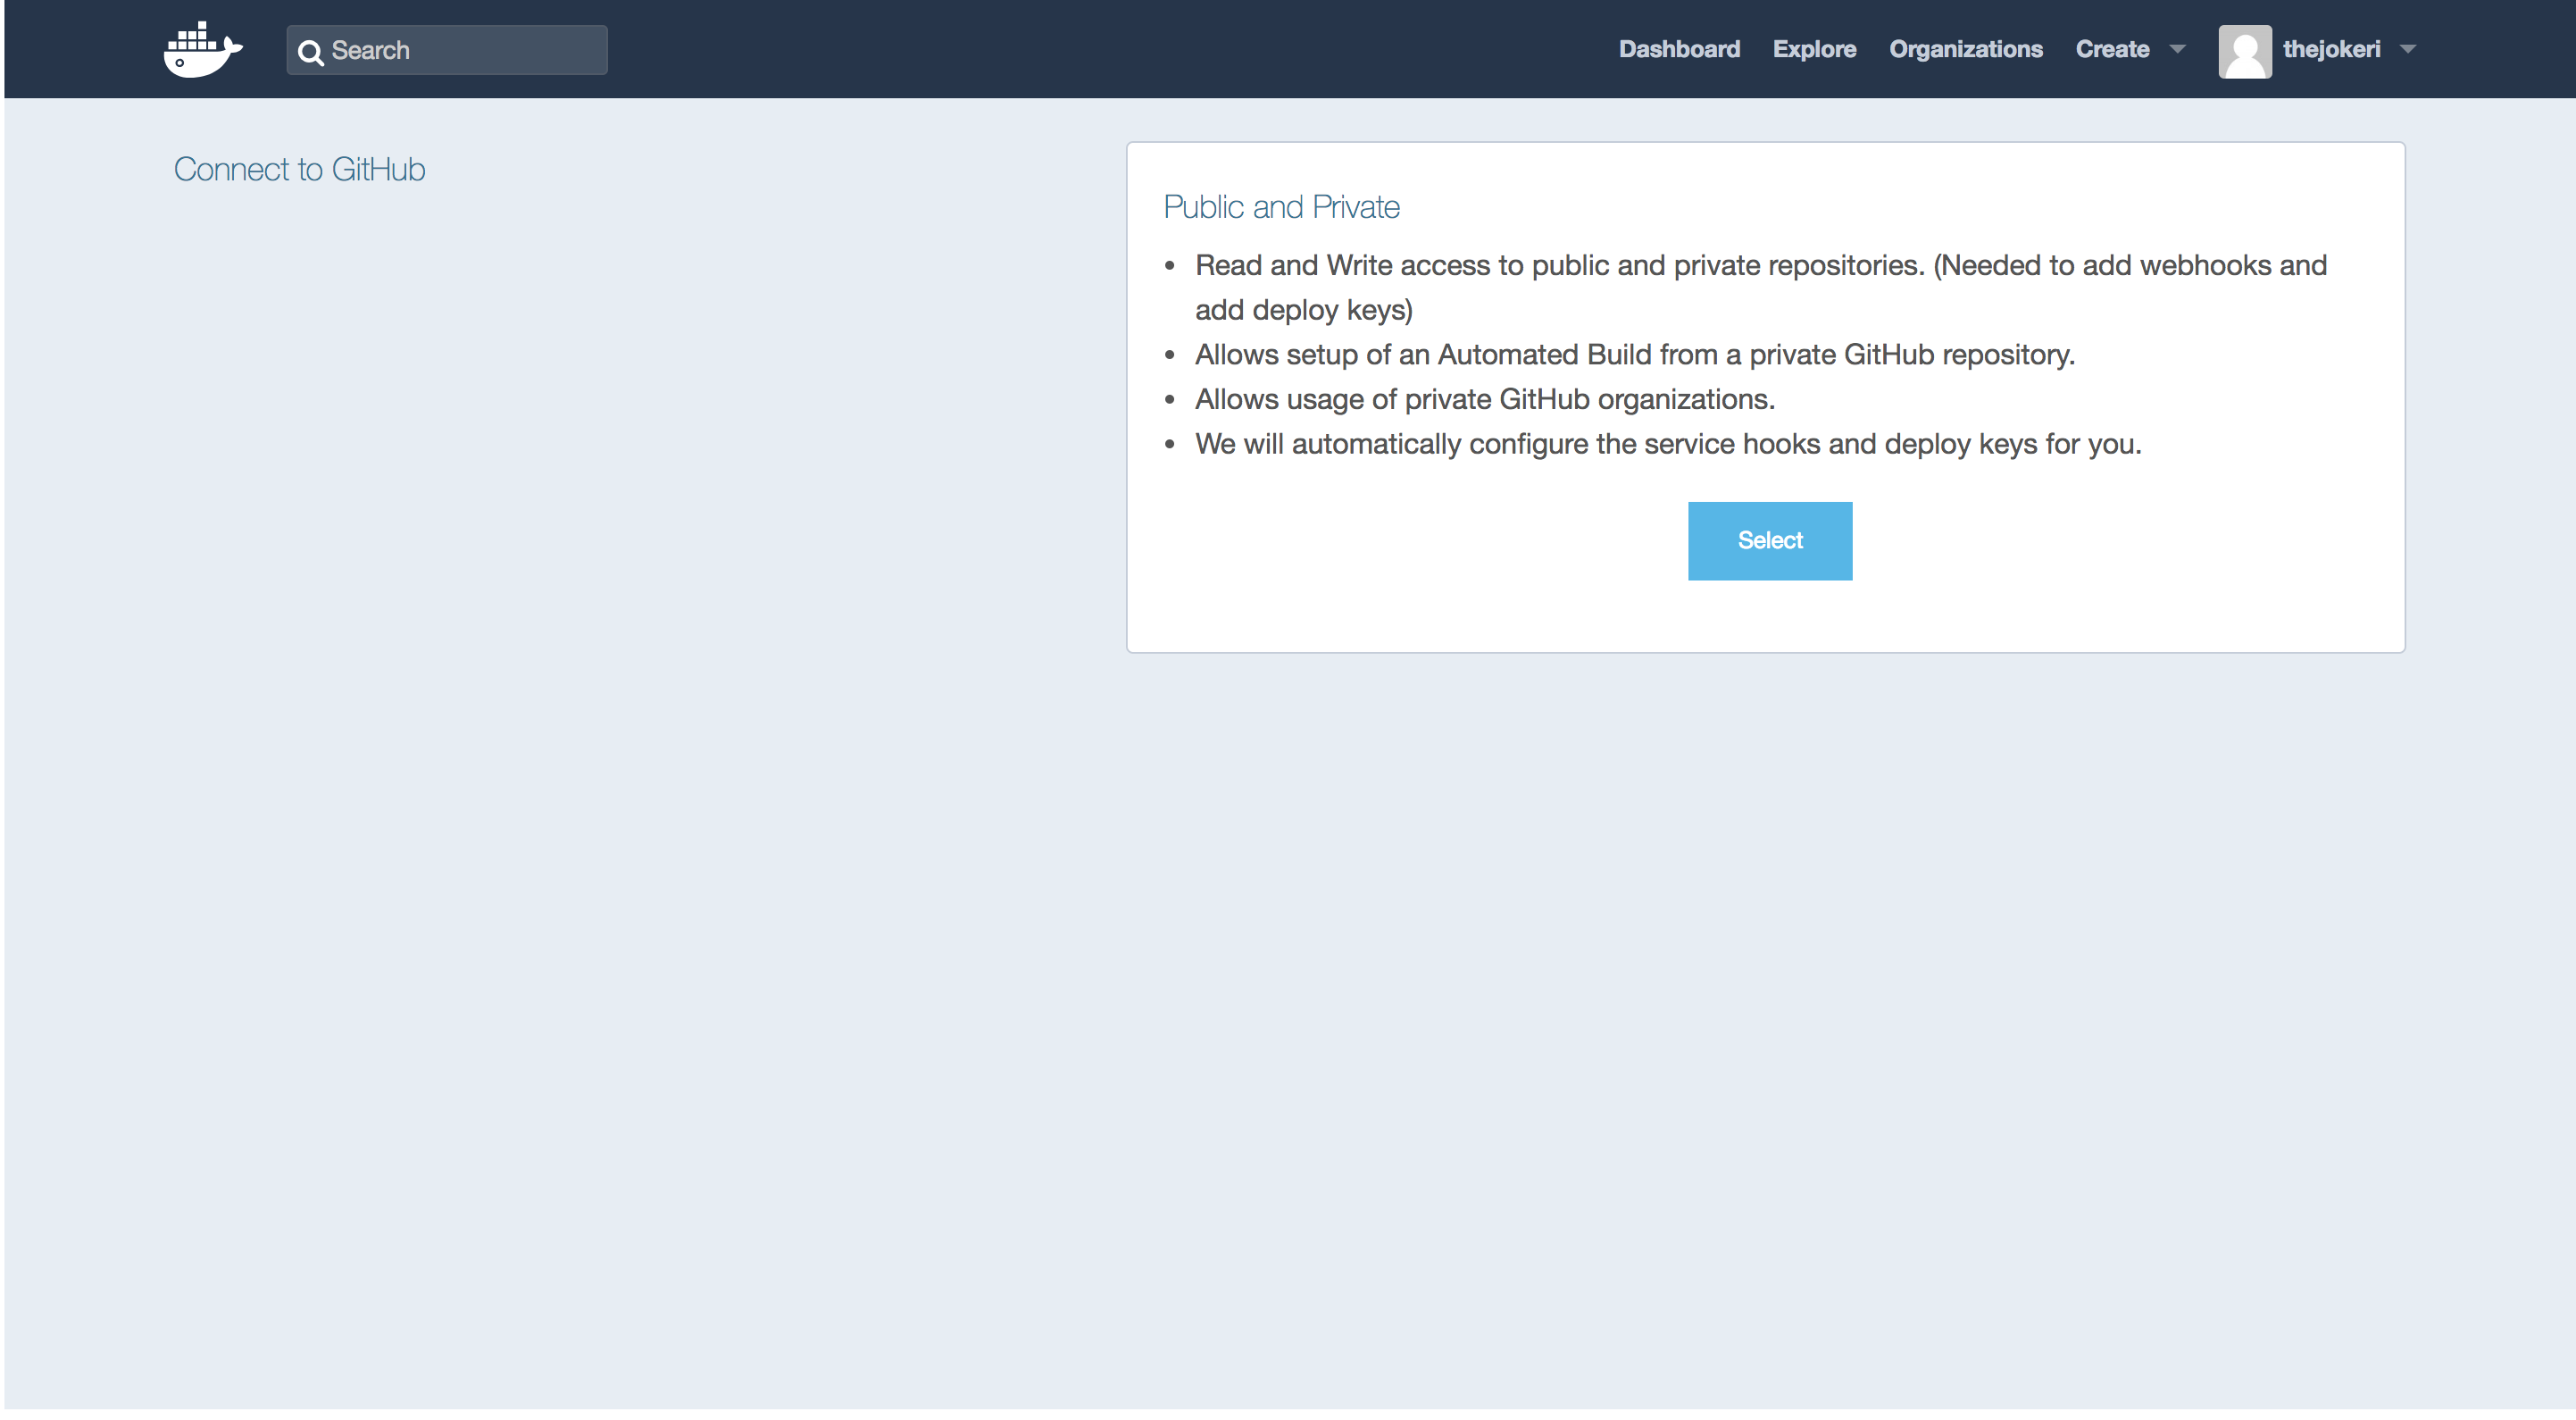 Search
Dashboard Explore Organizations Create thejokeri
Connect to GitHub
Public and Private
• Read and Write access to public and private repositories. (Needed to add webhooks and
add deploy keys)
• Allows setup of an Automated Build from a private GitHub repository.
• Allows usage of private GitHub organizations.
• We will automatically configure the service hooks and deploy keys for you.
Select